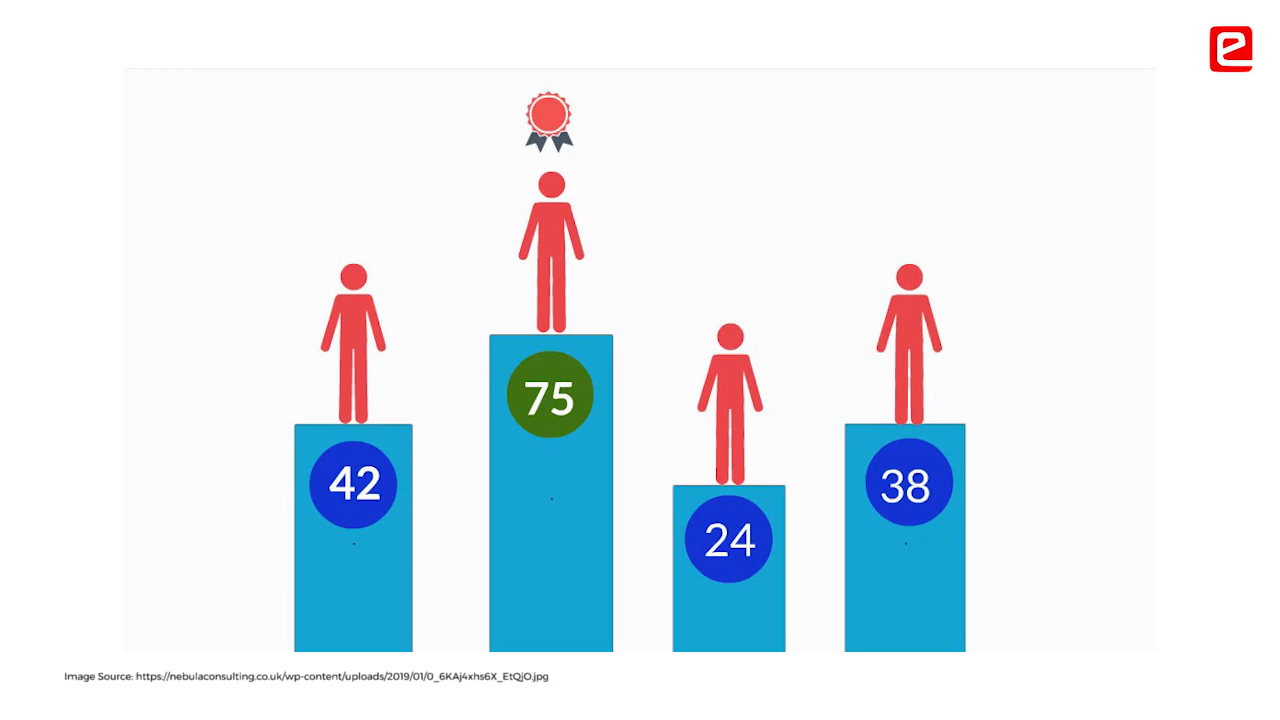 e
75
42
38
24
Image Source: https://nebulaconsulting.co.uk/wp-content/uploads/2019/01/0_6KAj4xhs6X_EtQjO.jpg